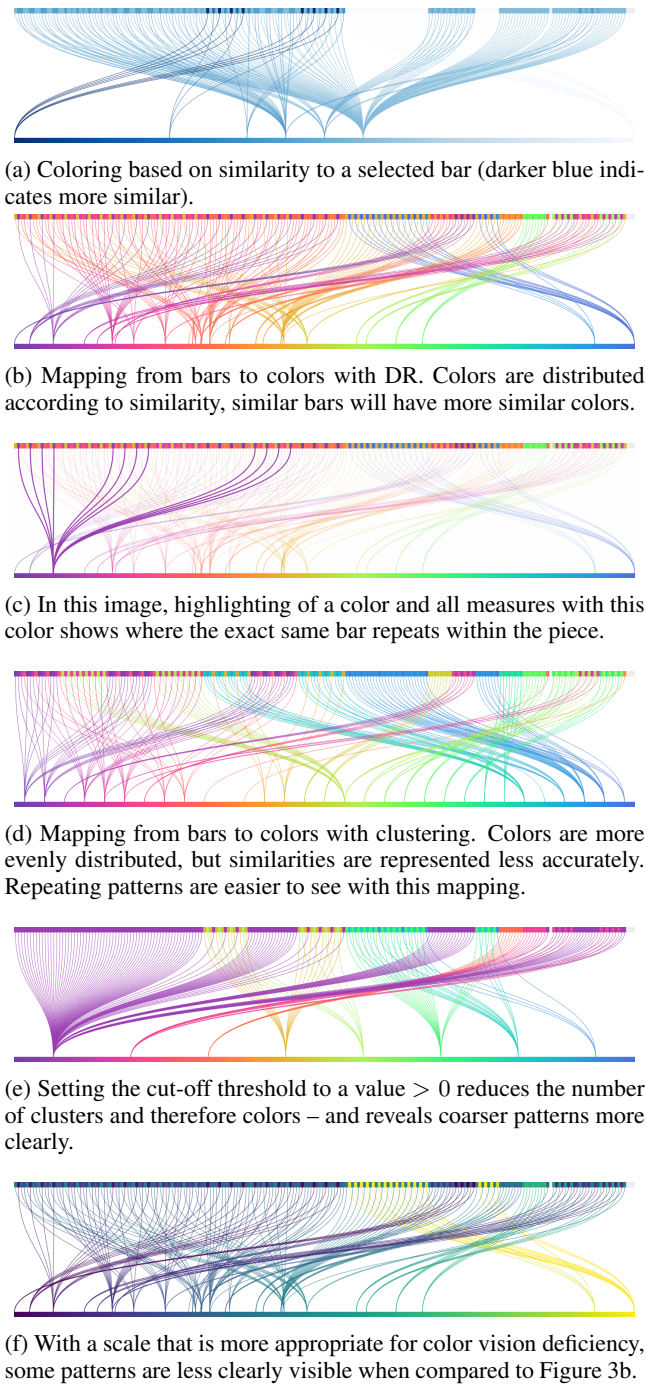 (a) Coloring based on similarity to a selected bar (darker blue indi-
cates more similar).
(b) Mapping from bars to colors with DR. Colors are distributed
according to similarity, similar bars will have more similar colors.
(c) In this image, highlighting of a color and all measures with this
color shows where the exact same bar repeats within the piece.
(d) Mapping from bars to colors with clustering. Colors are more
evenly distributed, but similarities are represented less accurately.
Repeating patterns are easier to see with this mapping.
(e) Setting the cut-off threshold to a value > 0 reduces the number
of clusters and therefore colors – and reveals coarser patterns more
clearly.
(f) With a scale that is more appropriate for color vision deficiency,
some patterns are less clearly visible when compared to Figure 3b.